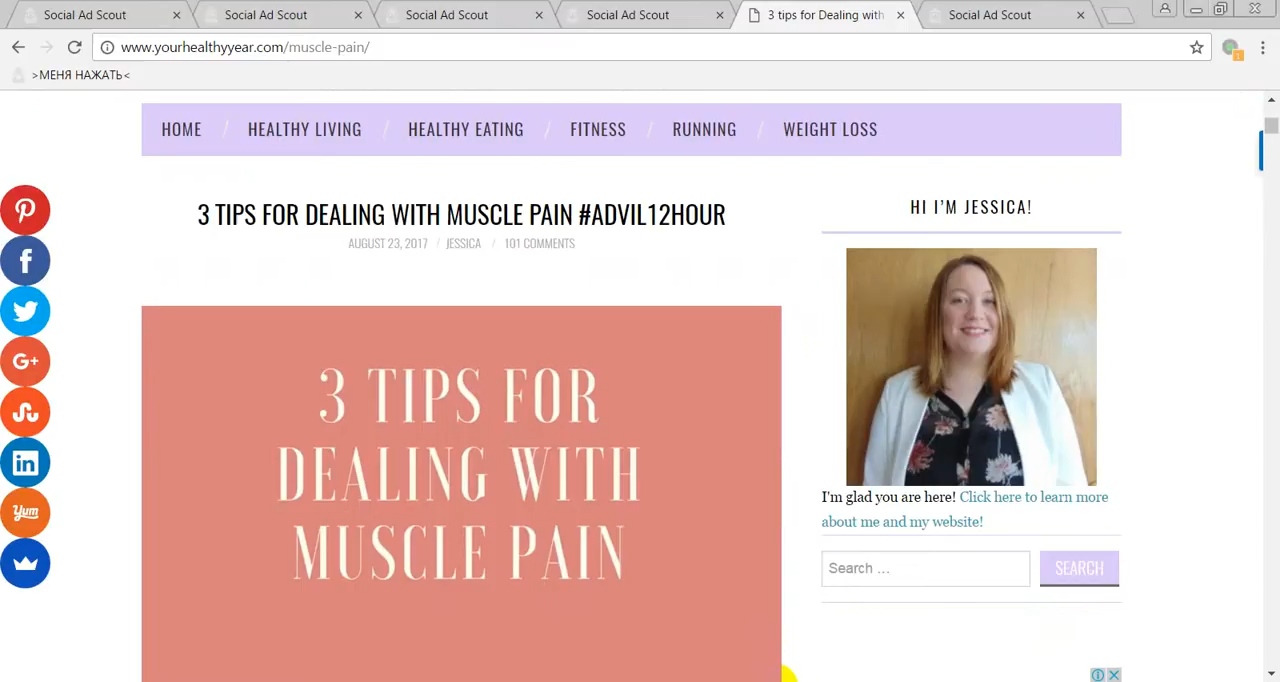 Social Ad Scout
Social Ad Scout
Social Ad Scout
Social Ad Scout
3 tips for Dealing with
Social Ad Scout
www.yourhealthyyear.com/muscle-pain/
1
>МЕНЯ НАЖАТЬ<
HOME / HEALTHY LIVING / HEALTHY EATING / FITNESS / RUNNING / WEIGHT LOSS
3 TIPS FOR DEALING WITH MUSCLE PAIN #ADVIL12HOUR
AUGUST 23, 2017 / JESSICA / 101 COMMENTS
3 TIPS FOR
DEALING WITH
MUSCLE PAIN
HI I'M JESSICA!
I'm glad you are here! Click here to learn more
about me and my website!
Search ...
SEARCH
f
G+
in
Yum